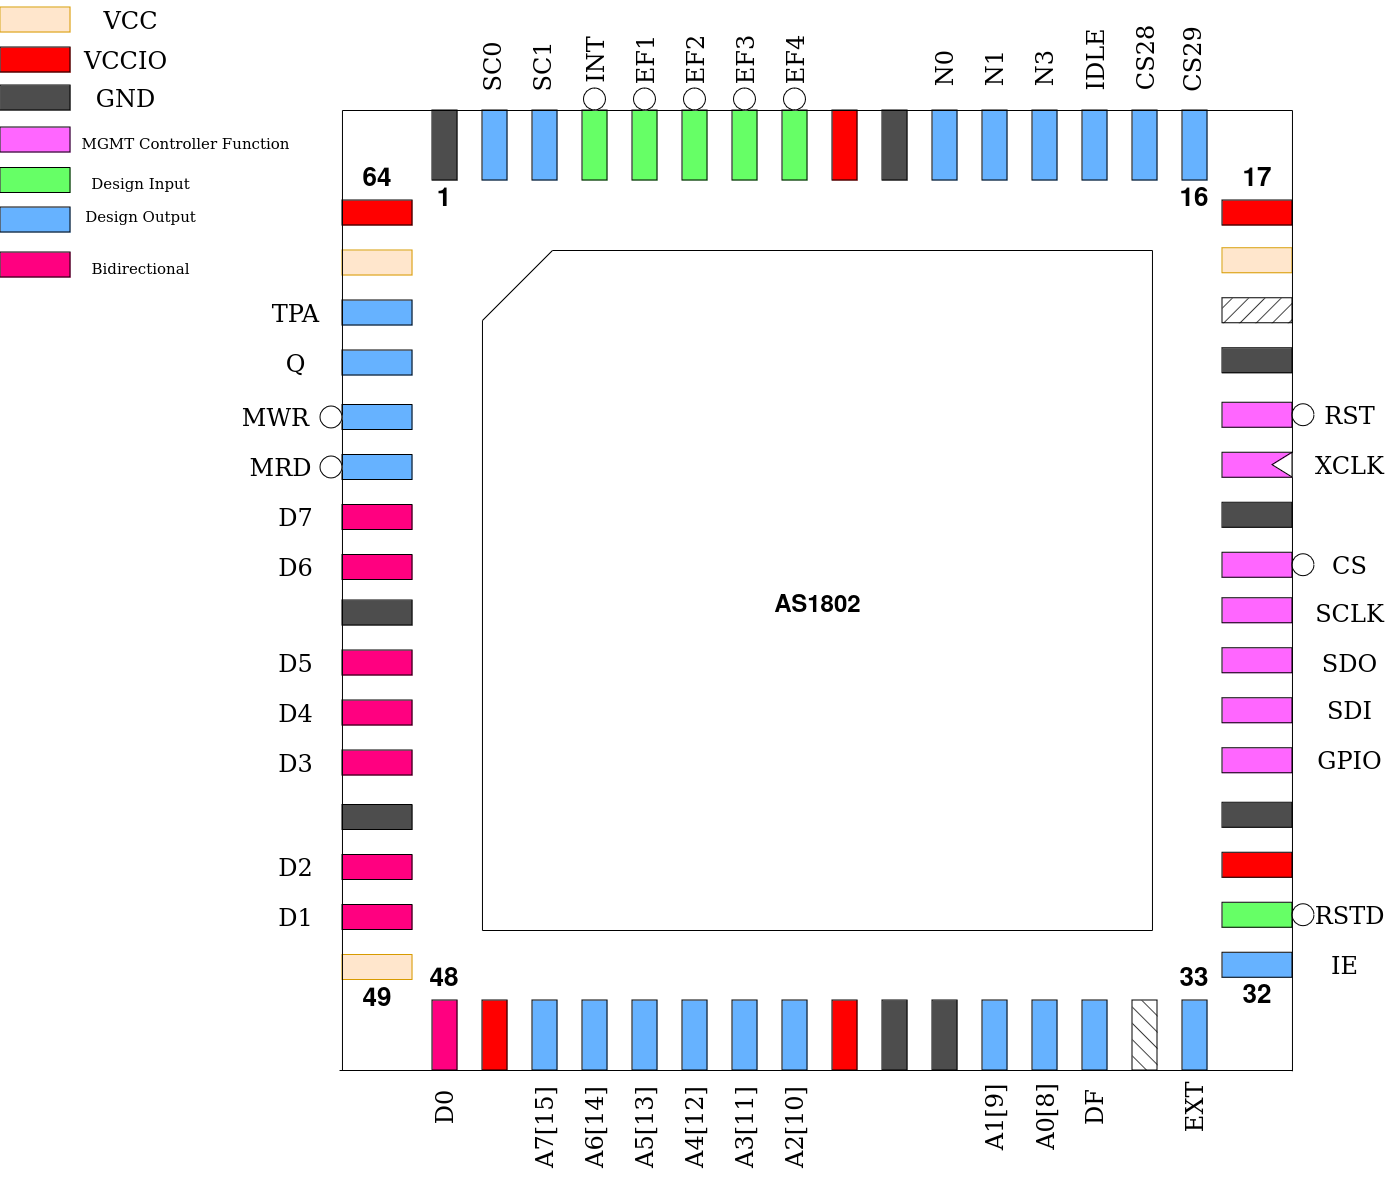 VCC
VCCIO
GND
MGMT Controller Function
Design Input
Design Output
Bidirectional
SC0
SC1
INT
EF1
EF2
EF3
EF4
N0
N1
N3
IDLE
CS28
CS29
64
1
16
17
TPA
Q
MWR
MRD
D7
D6
D5
D4
D3
D2
D1
AS1802
RST
XCLK
CS
SCLK
SDO
SDI
GPIO
RSTD
IE
49
48
33
32
D0
A7[15]
A6[14]
A5[13]
A4[12]
A3[11]
A2[10]
A1[9]
A0[8]
DF
EXT